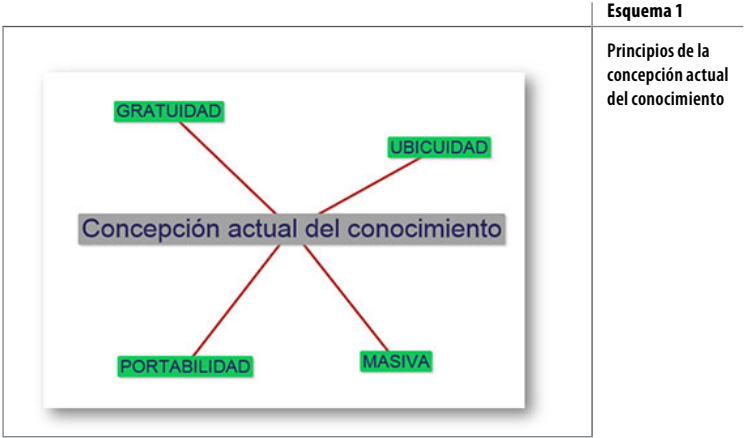 Esquema 1
Principios de la
concepción actual
del conocimiento
GRATUIDAD
UBICUIDAD
Concepción actual del conocimiento
PORTABILIDAD
MASIVA